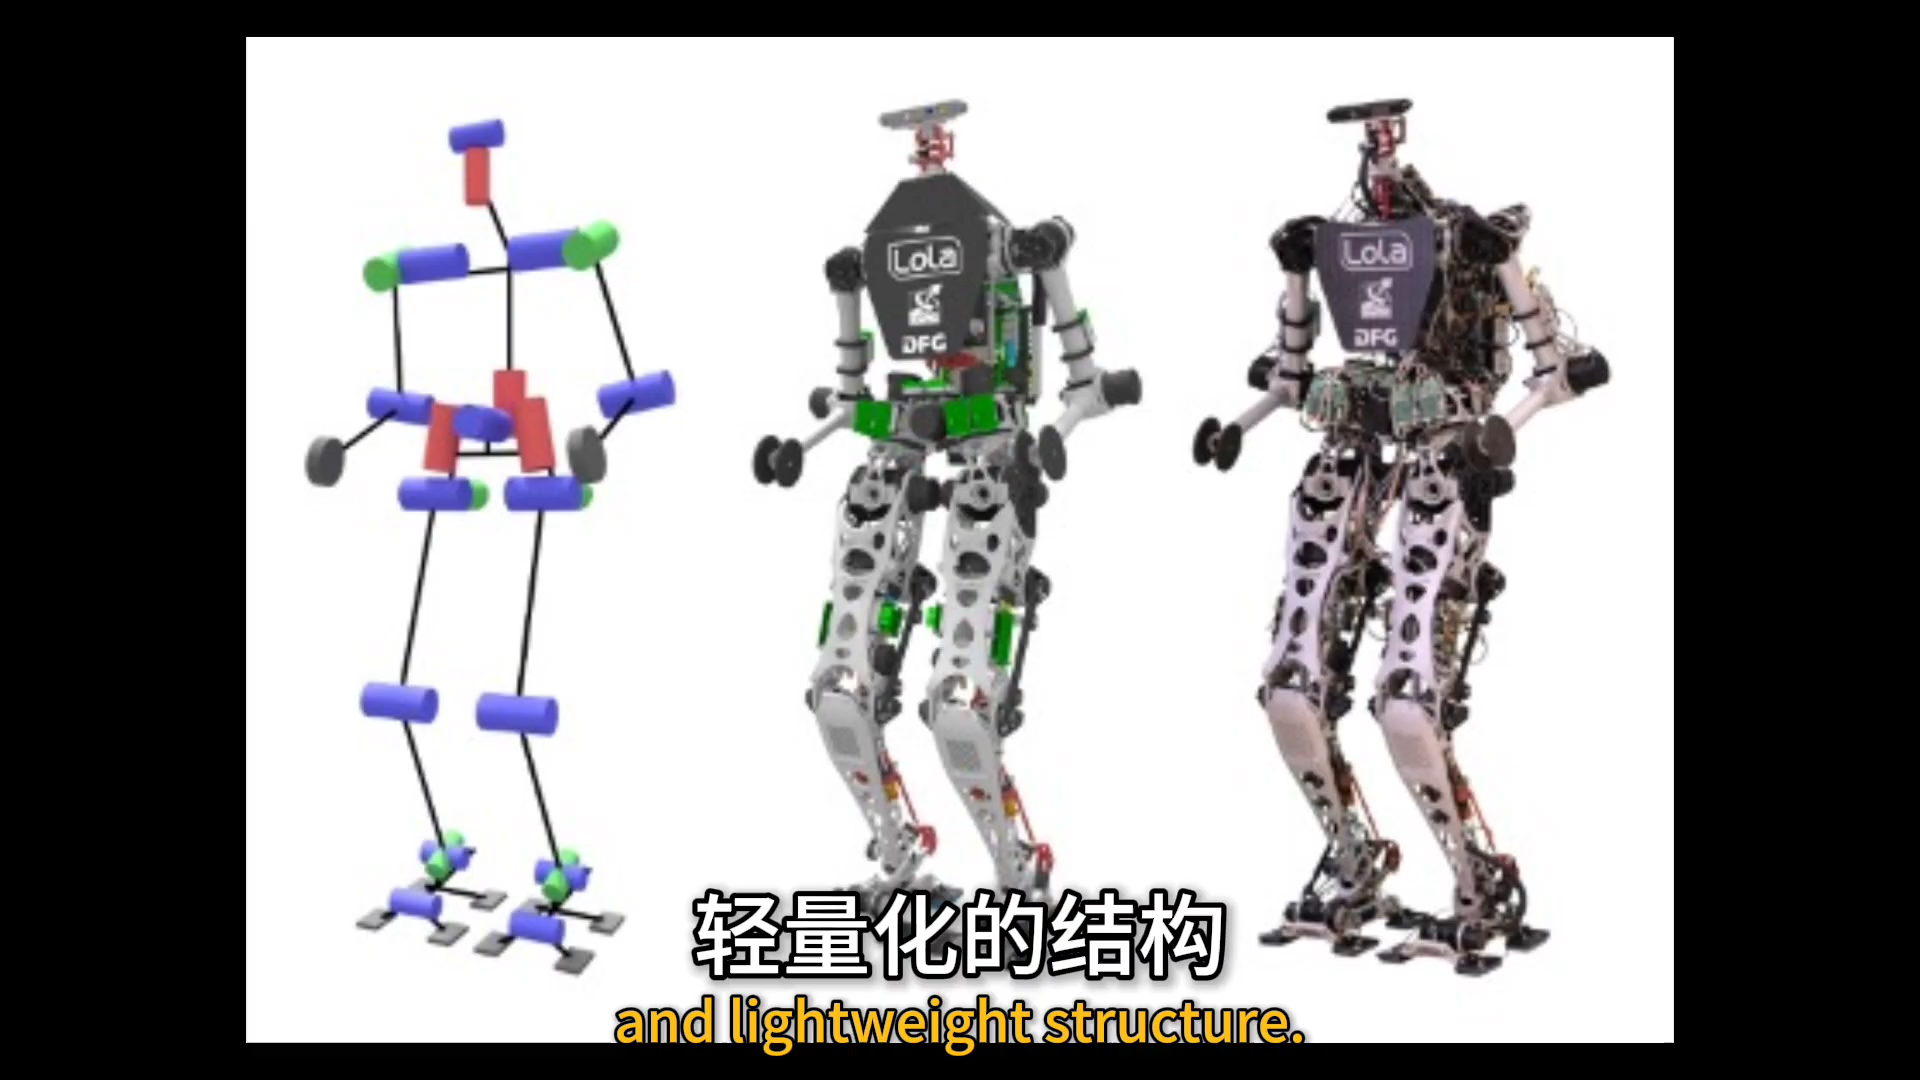 Lola
DFG
Lola
DFG
轻量化的结构
and lightweight structure.